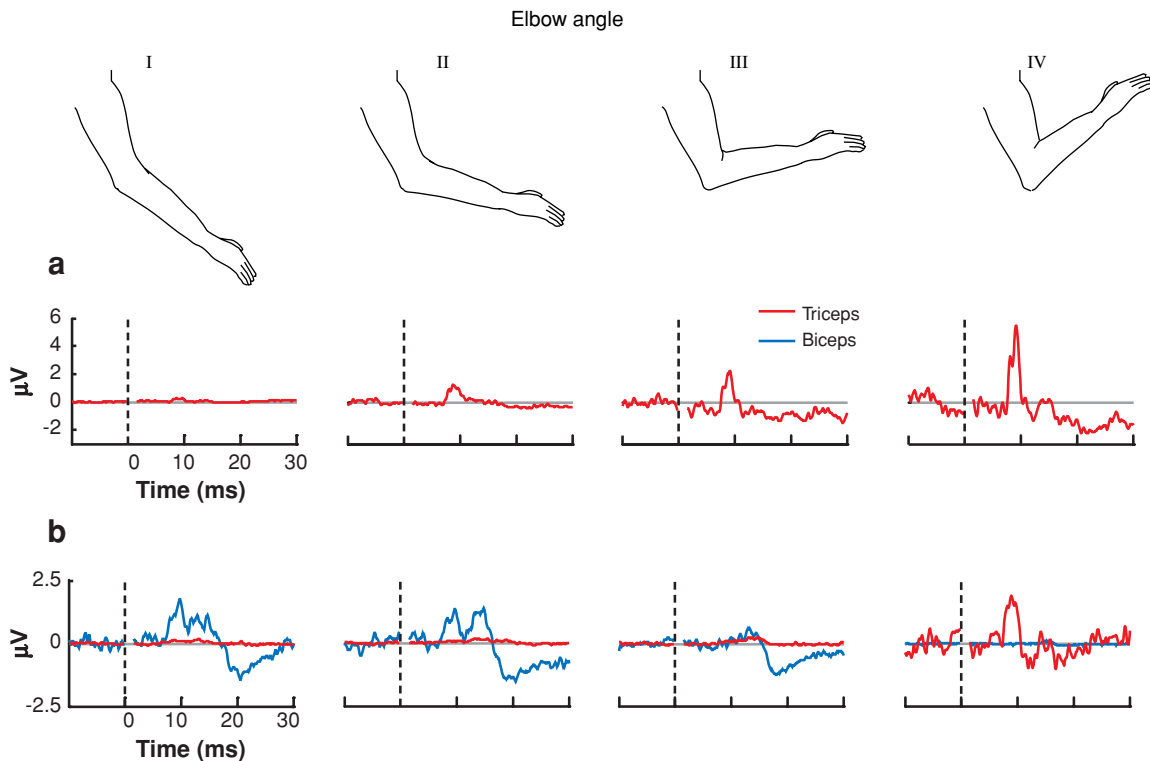 Elbow angle
I II III IV
a
6
4
2
0
-2
μV
Triceps
Biceps
0 10 20 30
Time (ms)
b
2.5
0
-2.5
μV
0 10 20 30
Time (ms)